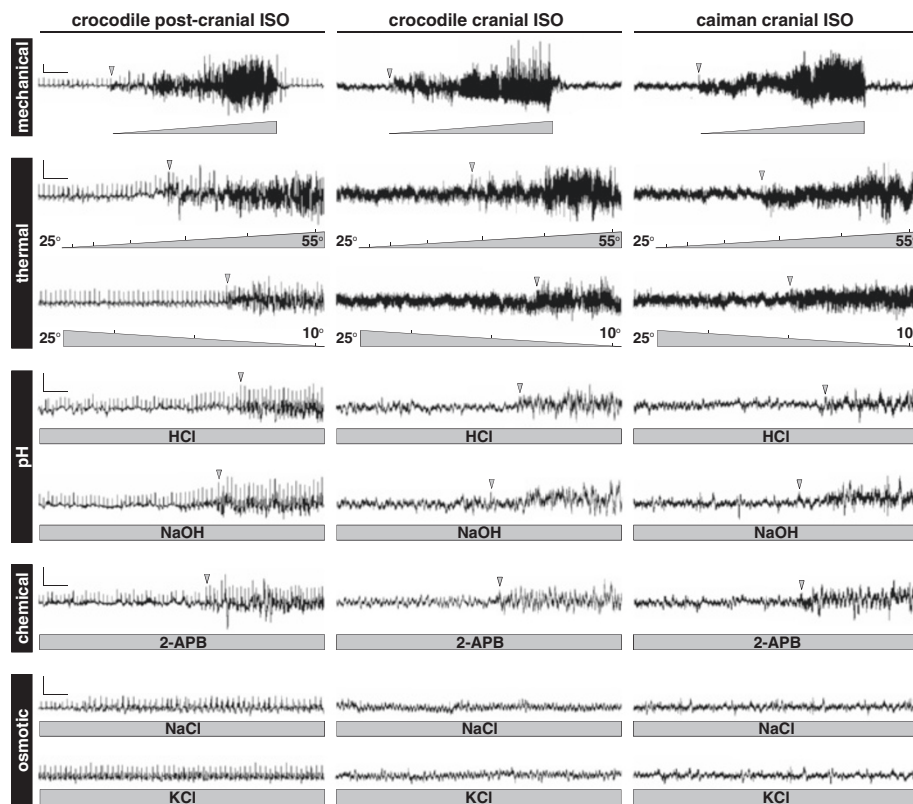 crocodile post-cranial ISO crocodile cranial ISO caiman cranial ISO
mechanical
thermal
25° 55° 25° 55° 25° 55°
25° 10° 25° 10° 25° 10°
pH
HCl HCl HCl
NaOH NaOH NaOH
chemical
2-APB 2-APB 2-APB
osmotic
NaCl NaCl NaCl
KCl KCl KCl